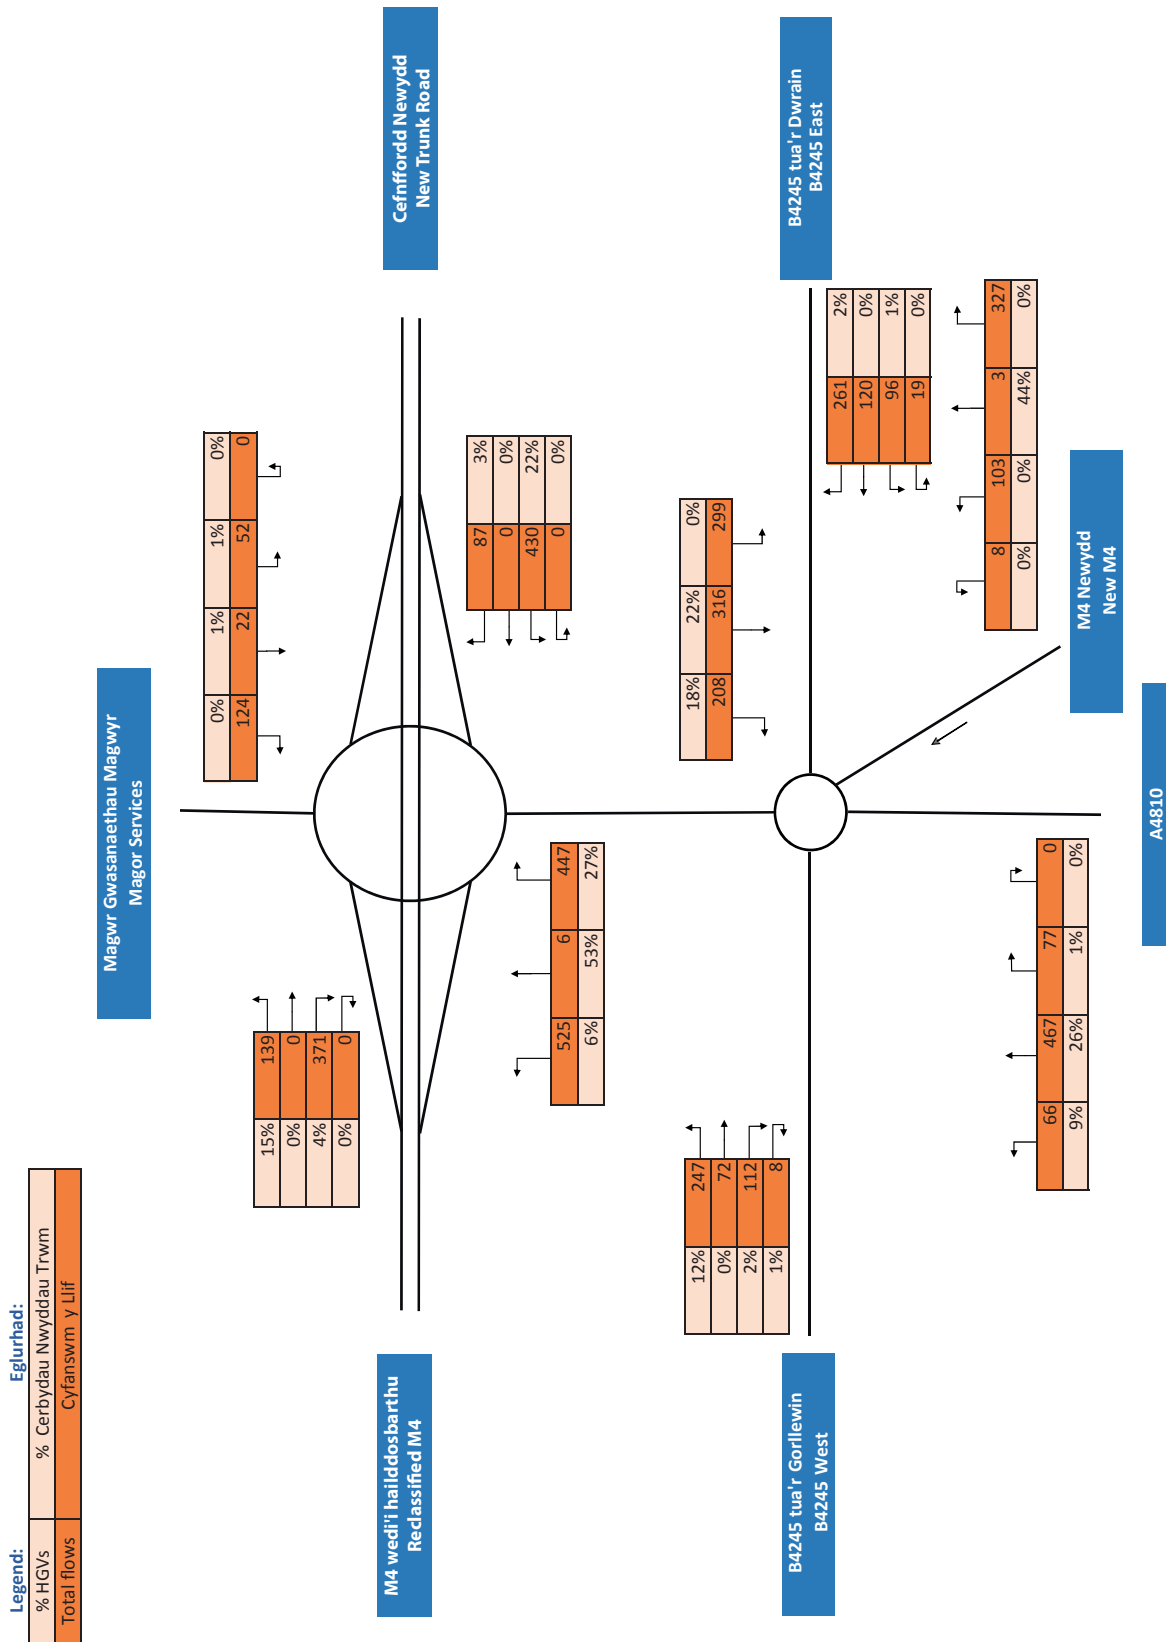 Legend:
Eglurhad:
% HGVs
% Cerbydau Nwyddau Trwm
Total flows
Cyfanswm y Llif
Magwr Gwasanaethau Magwyr
Magor Services
0% 1% 1% 0%
124 22 52 0
Cefnffordd Newydd
New Trunk Road
15% 139
0% 0
4% 371
0% 0
87 3%
0 0%
430 22%
0 0%
M4 wedi'i hailddosbarthu
Reclassified M4
525 6 447
6% 53% 27%
18% 22% 0%
208 316 299
B4245 tua'r Dwrain
B4245 East
12% 247
0% 72
2% 112
1% 8
261 2%
120 0%
96 1%
19 0%
B4245 tua'r Gorllewin
B4245 West
8 103 3 327
0% 0% 44% 0%
M4 Newydd
New M4
66 467 77 0
9% 26% 1% 0%
A4810